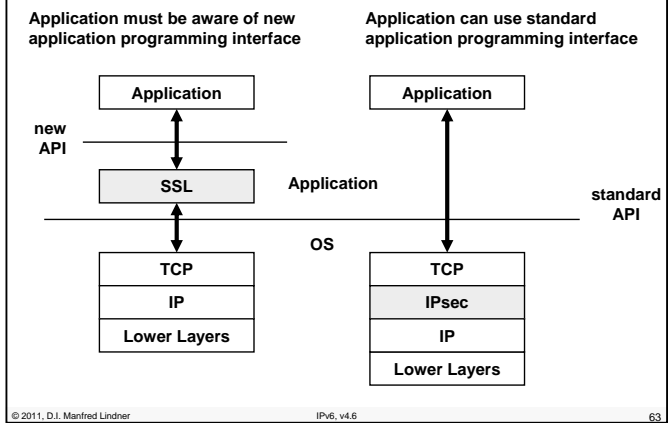 Application must be aware of new
application programming interface
Application can use standard
application programming interface
Application
Application
new
API
SSL
Application
standard
API
OS
TCP
IP
Lower Layers
TCP
IPsec
IP
Lower Layers
© 2011, D.I. Manfred Lindner
IPv6, v4.6
63